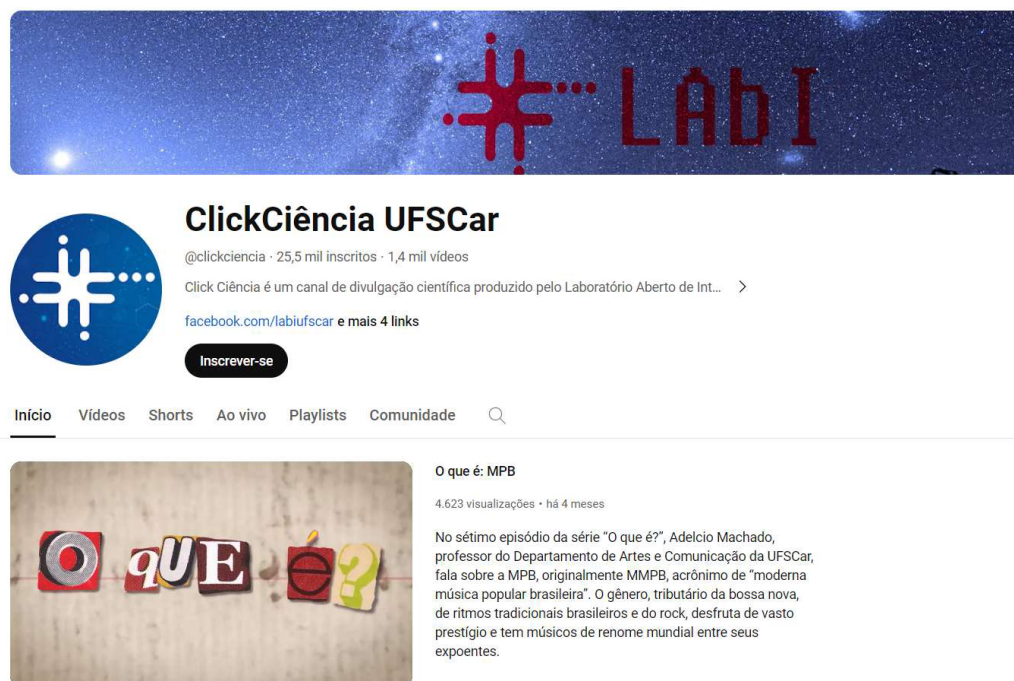 LAbI
ClickCiência UFSCar
@clickciencia · 25,5 mil inscritos · 1,4 mil vídeos
Click Ciência é um canal de divulgação científica produzido pelo Laboratório Aberto de Int...
facebook.com/labiufscar e mais 4 links
Inscrever-se
Início Vídeos Shorts Ao vivo Playlists Comunidade
O QUE É?
O que é: MPB
4.623 visualizações • há 4 meses
No sétimo episódio da série “O que é?”, Adelcio Machado,
professor do Departamento de Artes e Comunicação da UFSCar,
fala sobre a MPB, originalmente MMPB, acrônimo de “moderna
música popular brasileira”. O gênero, tributário da bossa nova,
de ritmos tradicionais brasileiros e do rock, desfruta de vasto
prestígio e tem músicos de renome mundial entre seus
expoentes.